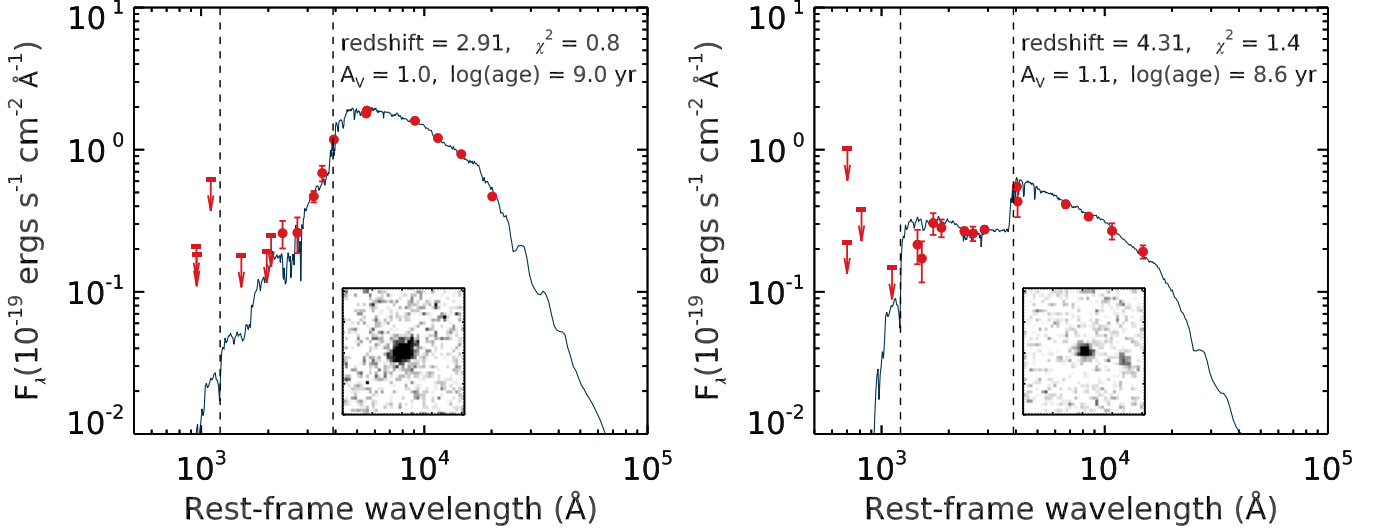 redshift = 2.91, χ² = 0.8
A_V = 1.0, log(age) = 9.0 yr
10¹
10⁰
10⁻¹
10⁻²
F_λ(10⁻¹⁹ ergs s⁻¹ cm⁻² Å⁻¹)
10³ 10⁴ 10⁵
Rest-frame wavelength (Å)
redshift = 4.31, χ² = 1.4
A_V = 1.1, log(age) = 8.6 yr
10¹
10⁰
10⁻¹
10⁻²
F_λ(10⁻¹⁹ ergs s⁻¹ cm⁻² Å⁻¹)
10³ 10⁴ 10⁵
Rest-frame wavelength (Å)